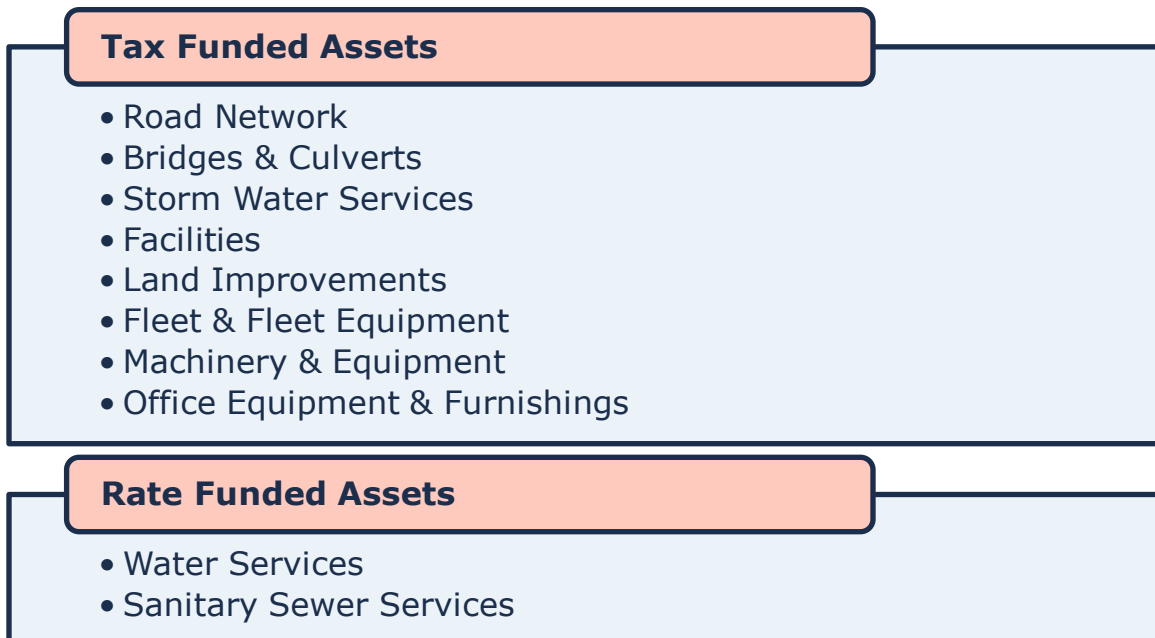 Tax Funded Assets
• Road Network
• Bridges & Culverts
• Storm Water Services
• Facilities
• Land Improvements
• Fleet & Fleet Equipment
• Machinery & Equipment
• Office Equipment & Furnishings
Rate Funded Assets
• Water Services
• Sanitary Sewer Services